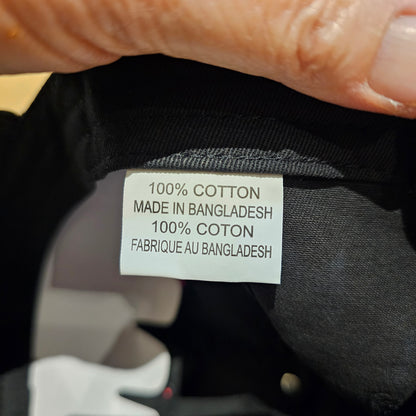 100% COTTON
MADE IN BANGLADESH
100% COTON
FABRIQUE AU BANGLADESH